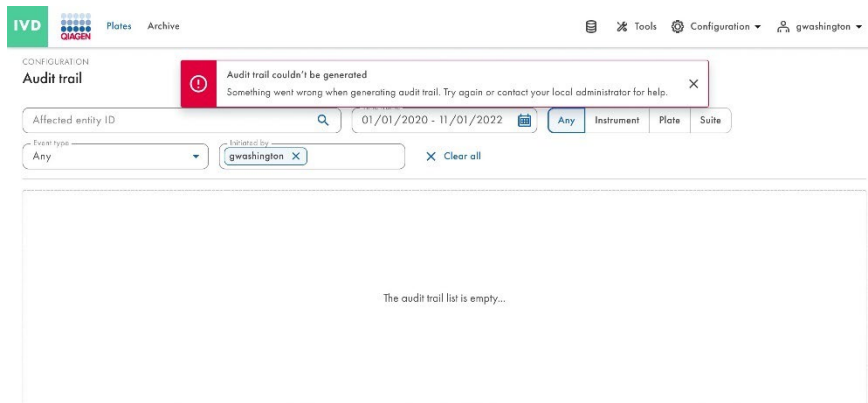 IVD QIAGEN Plates Archive Tools Configuration gwashington
CONFIGURATION
Audit trail
Audit trail couldn't be generated
Something went wrong when generating audit trail. Try again or contact your local administrator for help.
Affected entity ID 01/01/2020 - 11/01/2022 Any Instrument Plate Suite
Event type Initiated by
Any gwashington Clear all
The audit trail list is empty...